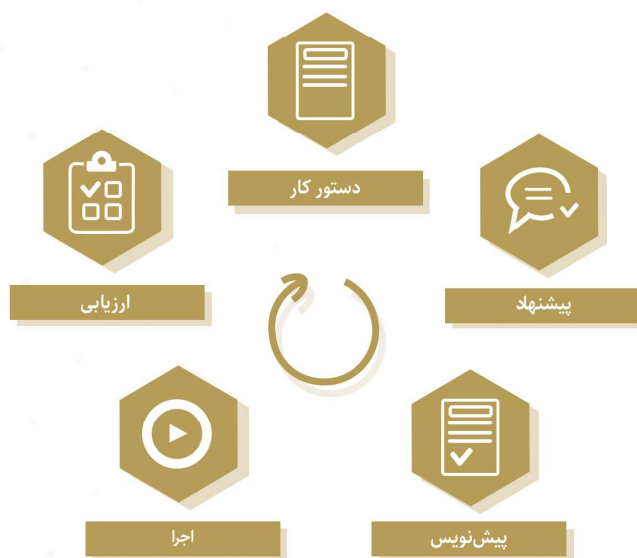 دستور کار
پیشنهاد
پیش‌نویس
اجرا
ارزیابی